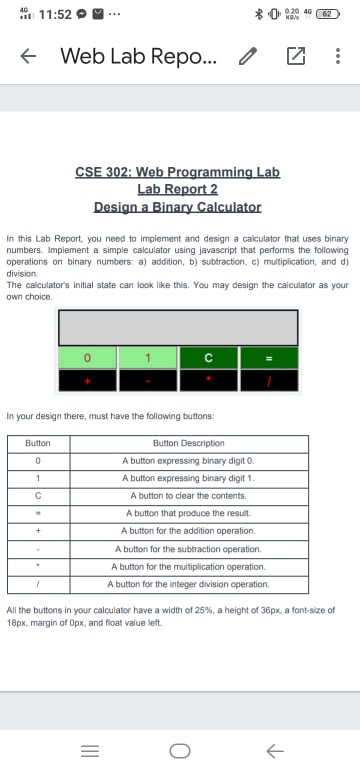 4G 11:52 ... 0.20 KB/s 4G 62
Web Lab Repo...
CSE 302: Web Programming Lab
Lab Report 2
Design a Binary Calculator
In this Lab Report, you need to implement and design a calculator that uses binary
numbers. Implement a simple calculator using javascript that performs the following
operations on binary numbers: a) addition, b) subtraction, c) multiplication, and d)
division.
The calculator's initial state can look like this. You may design the calculator as your
own choice.
0 1 C =
+ - * /
In your design there, must have the following buttons:
Button Button Description
0 A button expressing binary digit 0.
1 A button expressing binary digit 1.
C A button to clear the contents.
= A button that produce the result.
+ A button for the addition operation.
- A button for the subtraction operation.
* A button for the multiplication operation.
/ A button for the integer division operation.
All the buttons in your calculator have a width of 25%, a height of 36px, a font-size of
18px, margin of 0px, and float value left.